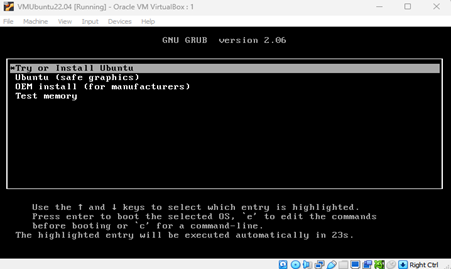 VMUbuntu22.04 [Running] - Oracle VM VirtualBox : 1
File Machine View Input Devices Help
GNU GRUB version 2.06
*Try or Install Ubuntu
Ubuntu (safe graphics)
OEM install (for manufacturers)
Test memory
Use the ↑ and ↓ keys to select which entry is highlighted.
Press enter to boot the selected OS, `e' to edit the commands
before booting or `c' for a command-line.
The highlighted entry will be executed automatically in 23s.
Right Ctrl